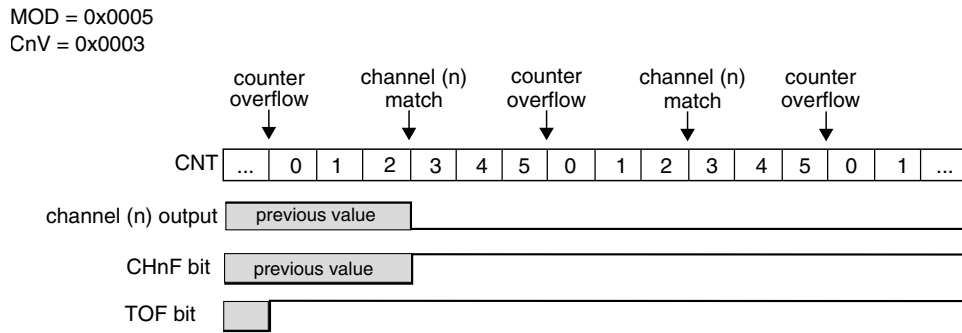 MOD = 0x0005
CnV = 0x0003
counter overflow
channel (n) match
counter overflow
channel (n) match
counter overflow
CNT ... 0 1 2 3 4 5 0 1 2 3 4 5 0 1 ...
channel (n) output previous value
CHnF bit previous value
TOF bit